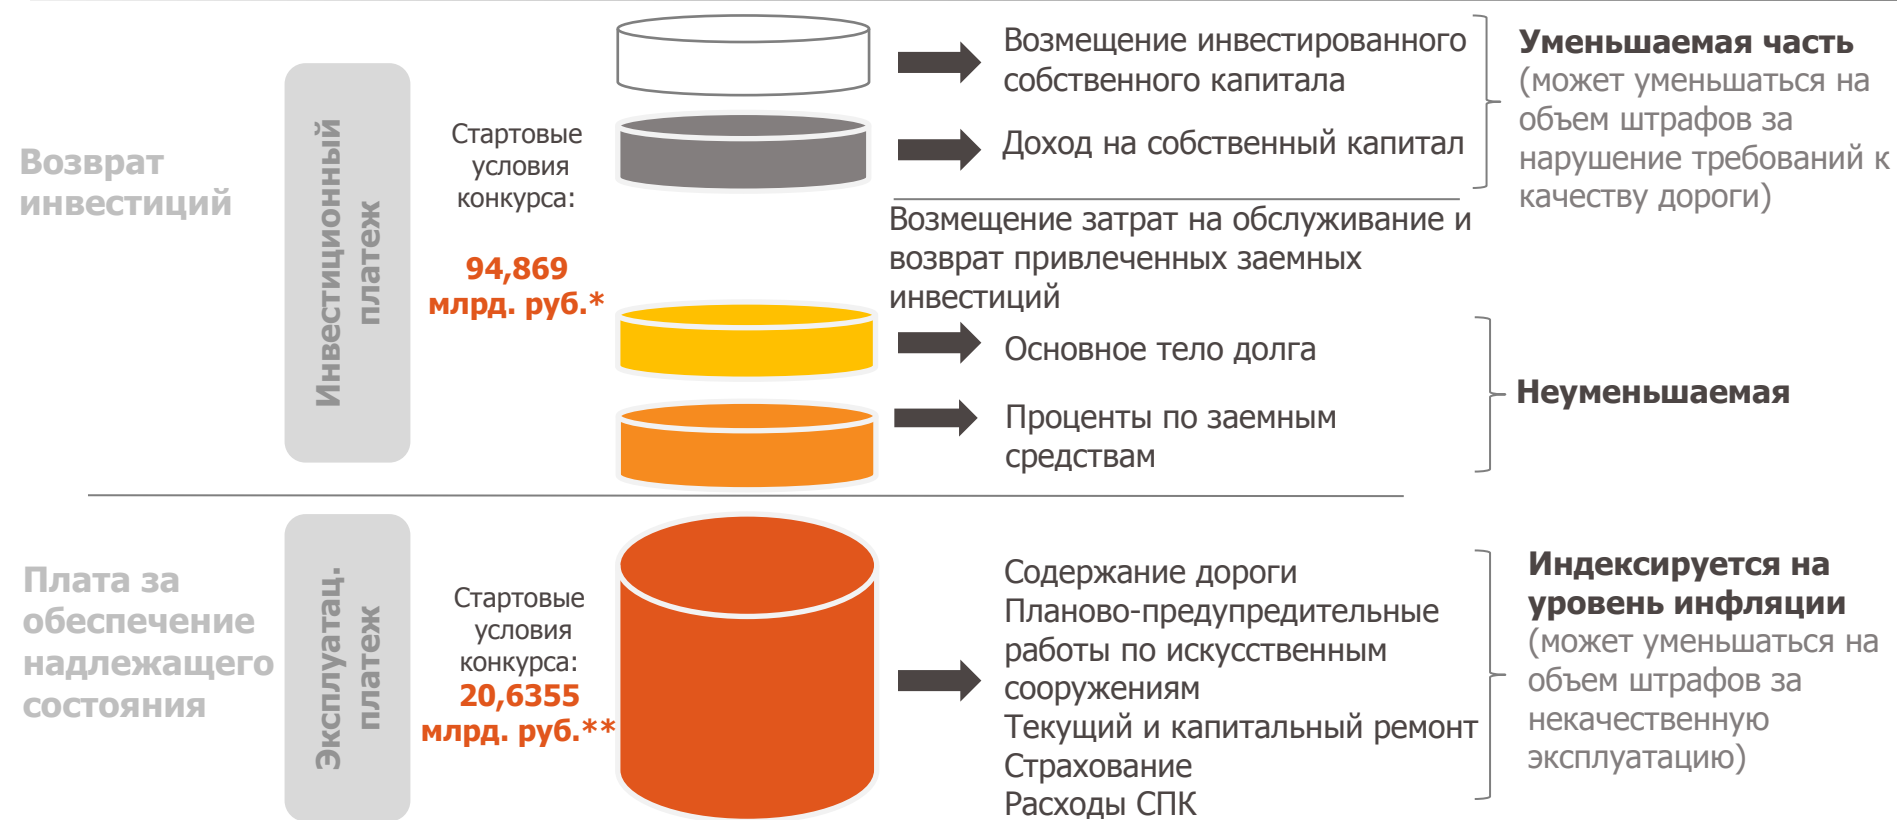 Возврат
инвестиций
Инвестиционный
платеж
Стартовые
условия
конкурса:
94,869
млрд. руб.*
Возмещение инвестированного
собственного капитала
Доход на собственный капитал
Уменьшаемая часть
(может уменьшаться на
объем штрафов за
нарушение требований к
качеству дороги)
Возмещение затрат на обслуживание и
возврат привлеченных заемных
инвестиций
Основное тело долга
Проценты по заемным
средствам
Неуменьшаемая
Плата за
обеспечение
надлежащего
состояния
Эксплуатац.
платеж
Стартовые
условия
конкурса:
20,6355
млрд. руб.**
Содержание дороги
Планово-предупредительные
работы по искусственным
сооружениям
Текущий и капитальный ремонт
Страхование
Расходы СПК
Индексируется на
уровень инфляции
(может уменьшаться на
объем штрафов за
некачественную
эксплуатацию)